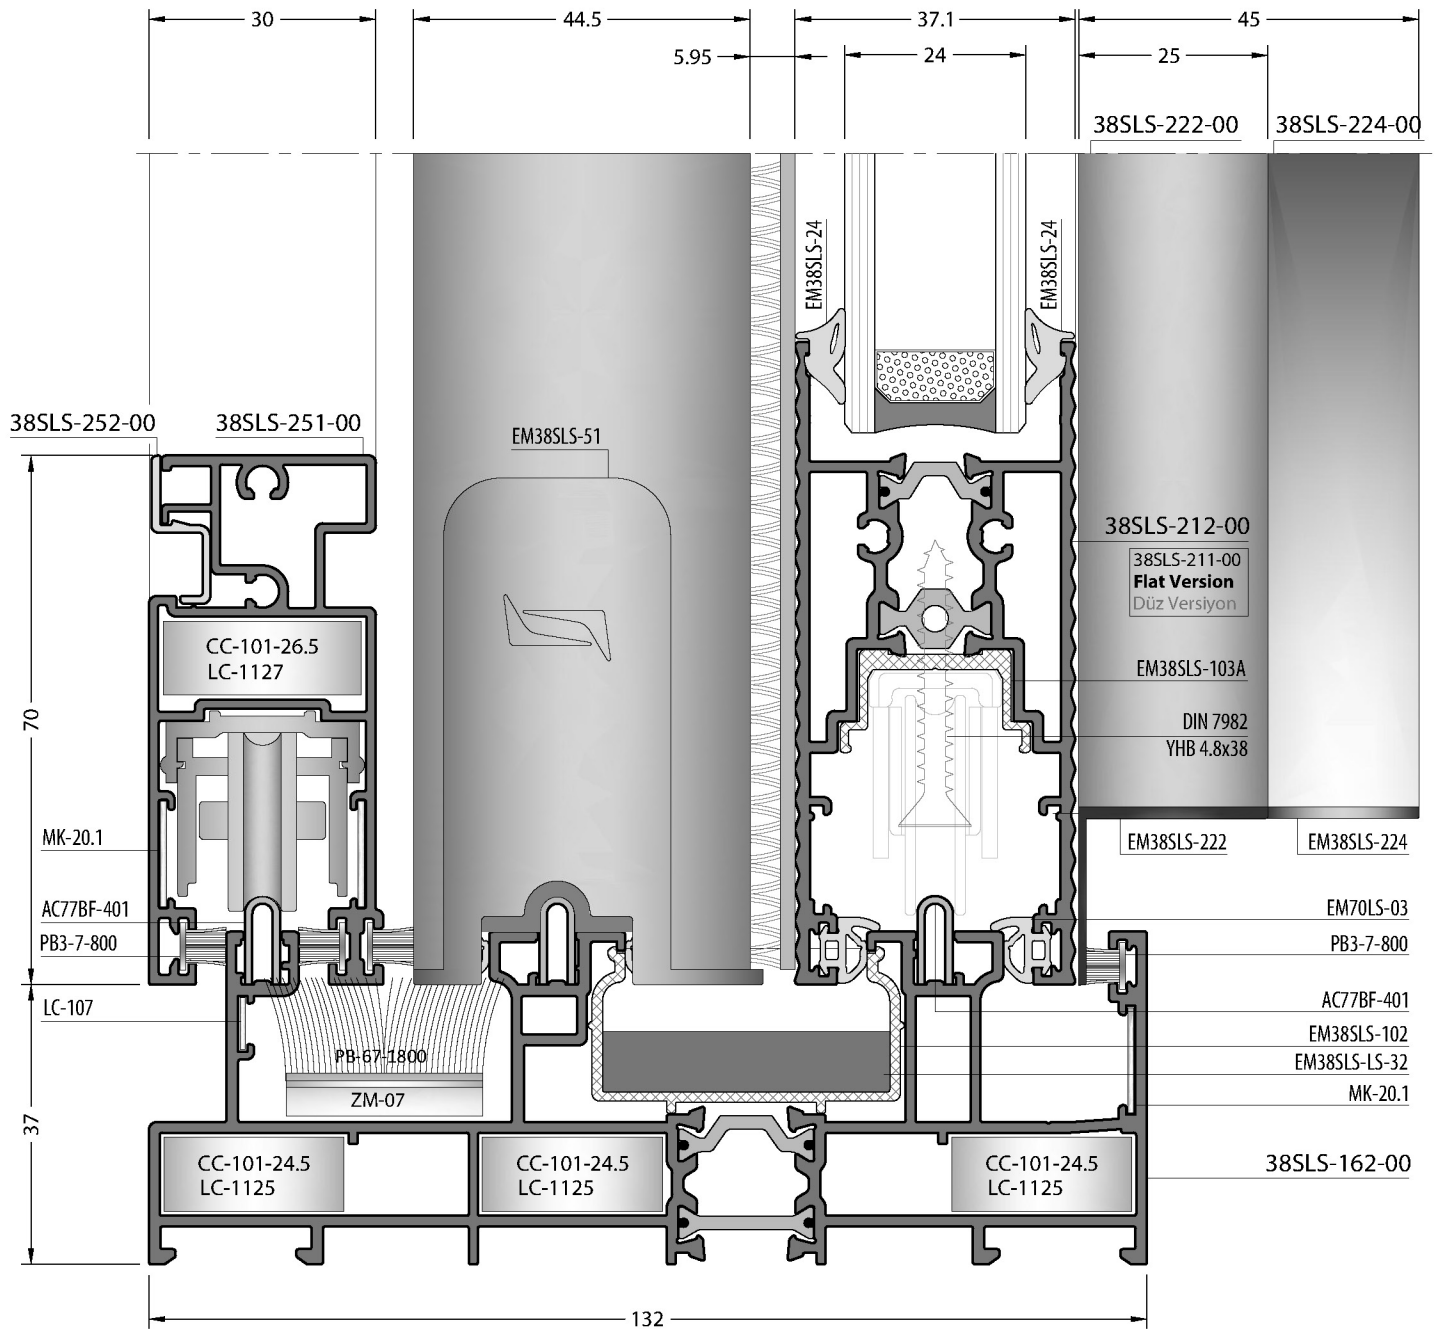 30
44.5
37.1
45
5.95
24
25
38SLS-222-00
38SLS-224-00
EM38SLS-24
EM38SLS-24
38SLS-252-00
38SLS-251-00
EM38SLS-51
38SLS-212-00
38SLS-211-00
Flat Version
Düz Versiyon
CC-101-26.5
LC-1127
EM38SLS-103A
70
DIN 7982
YHB 4.8x38
MK-20.1
EM38SLS-222
EM38SLS-224
AC77BF-401
EM70LS-03
PB3-7-800
PB3-7-800
LC-107
AC77BF-401
EM38SLS-102
PB-67-1800
EM38SLS-LS-32
ZM-07
MK-20.1
37
CC-101-24.5
LC-1125
CC-101-24.5
LC-1125
CC-101-24.5
LC-1125
38SLS-162-00
132